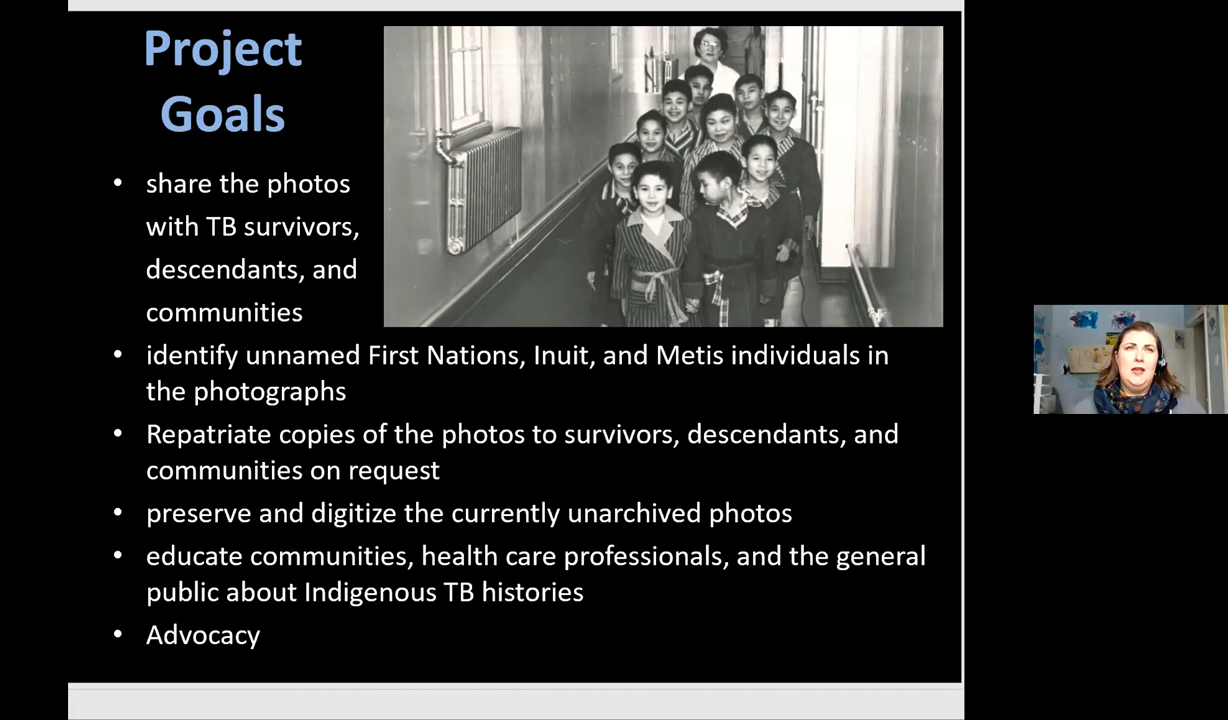 Project
Goals
• share the photos
with TB survivors,
descendants, and
communities
• identify unnamed First Nations, Inuit, and Metis individuals in
the photographs
• Repatriate copies of the photos to survivors, descendants, and
communities on request
• preserve and digitize the currently unarchived photos
• educate communities, health care professionals, and the general
public about Indigenous TB histories
• Advocacy